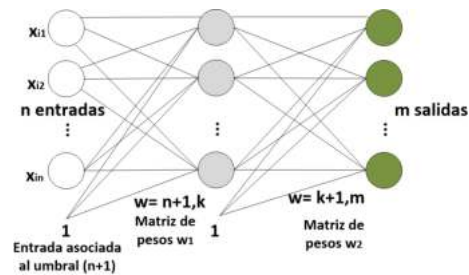 xi1
xi2
n entradas
m salidas
xin
w= n+1,k
w= k+1,m
1
Matriz de
pesos w1
1
Matriz de
pesos w2
Entrada asociada
al umbral (n+1)